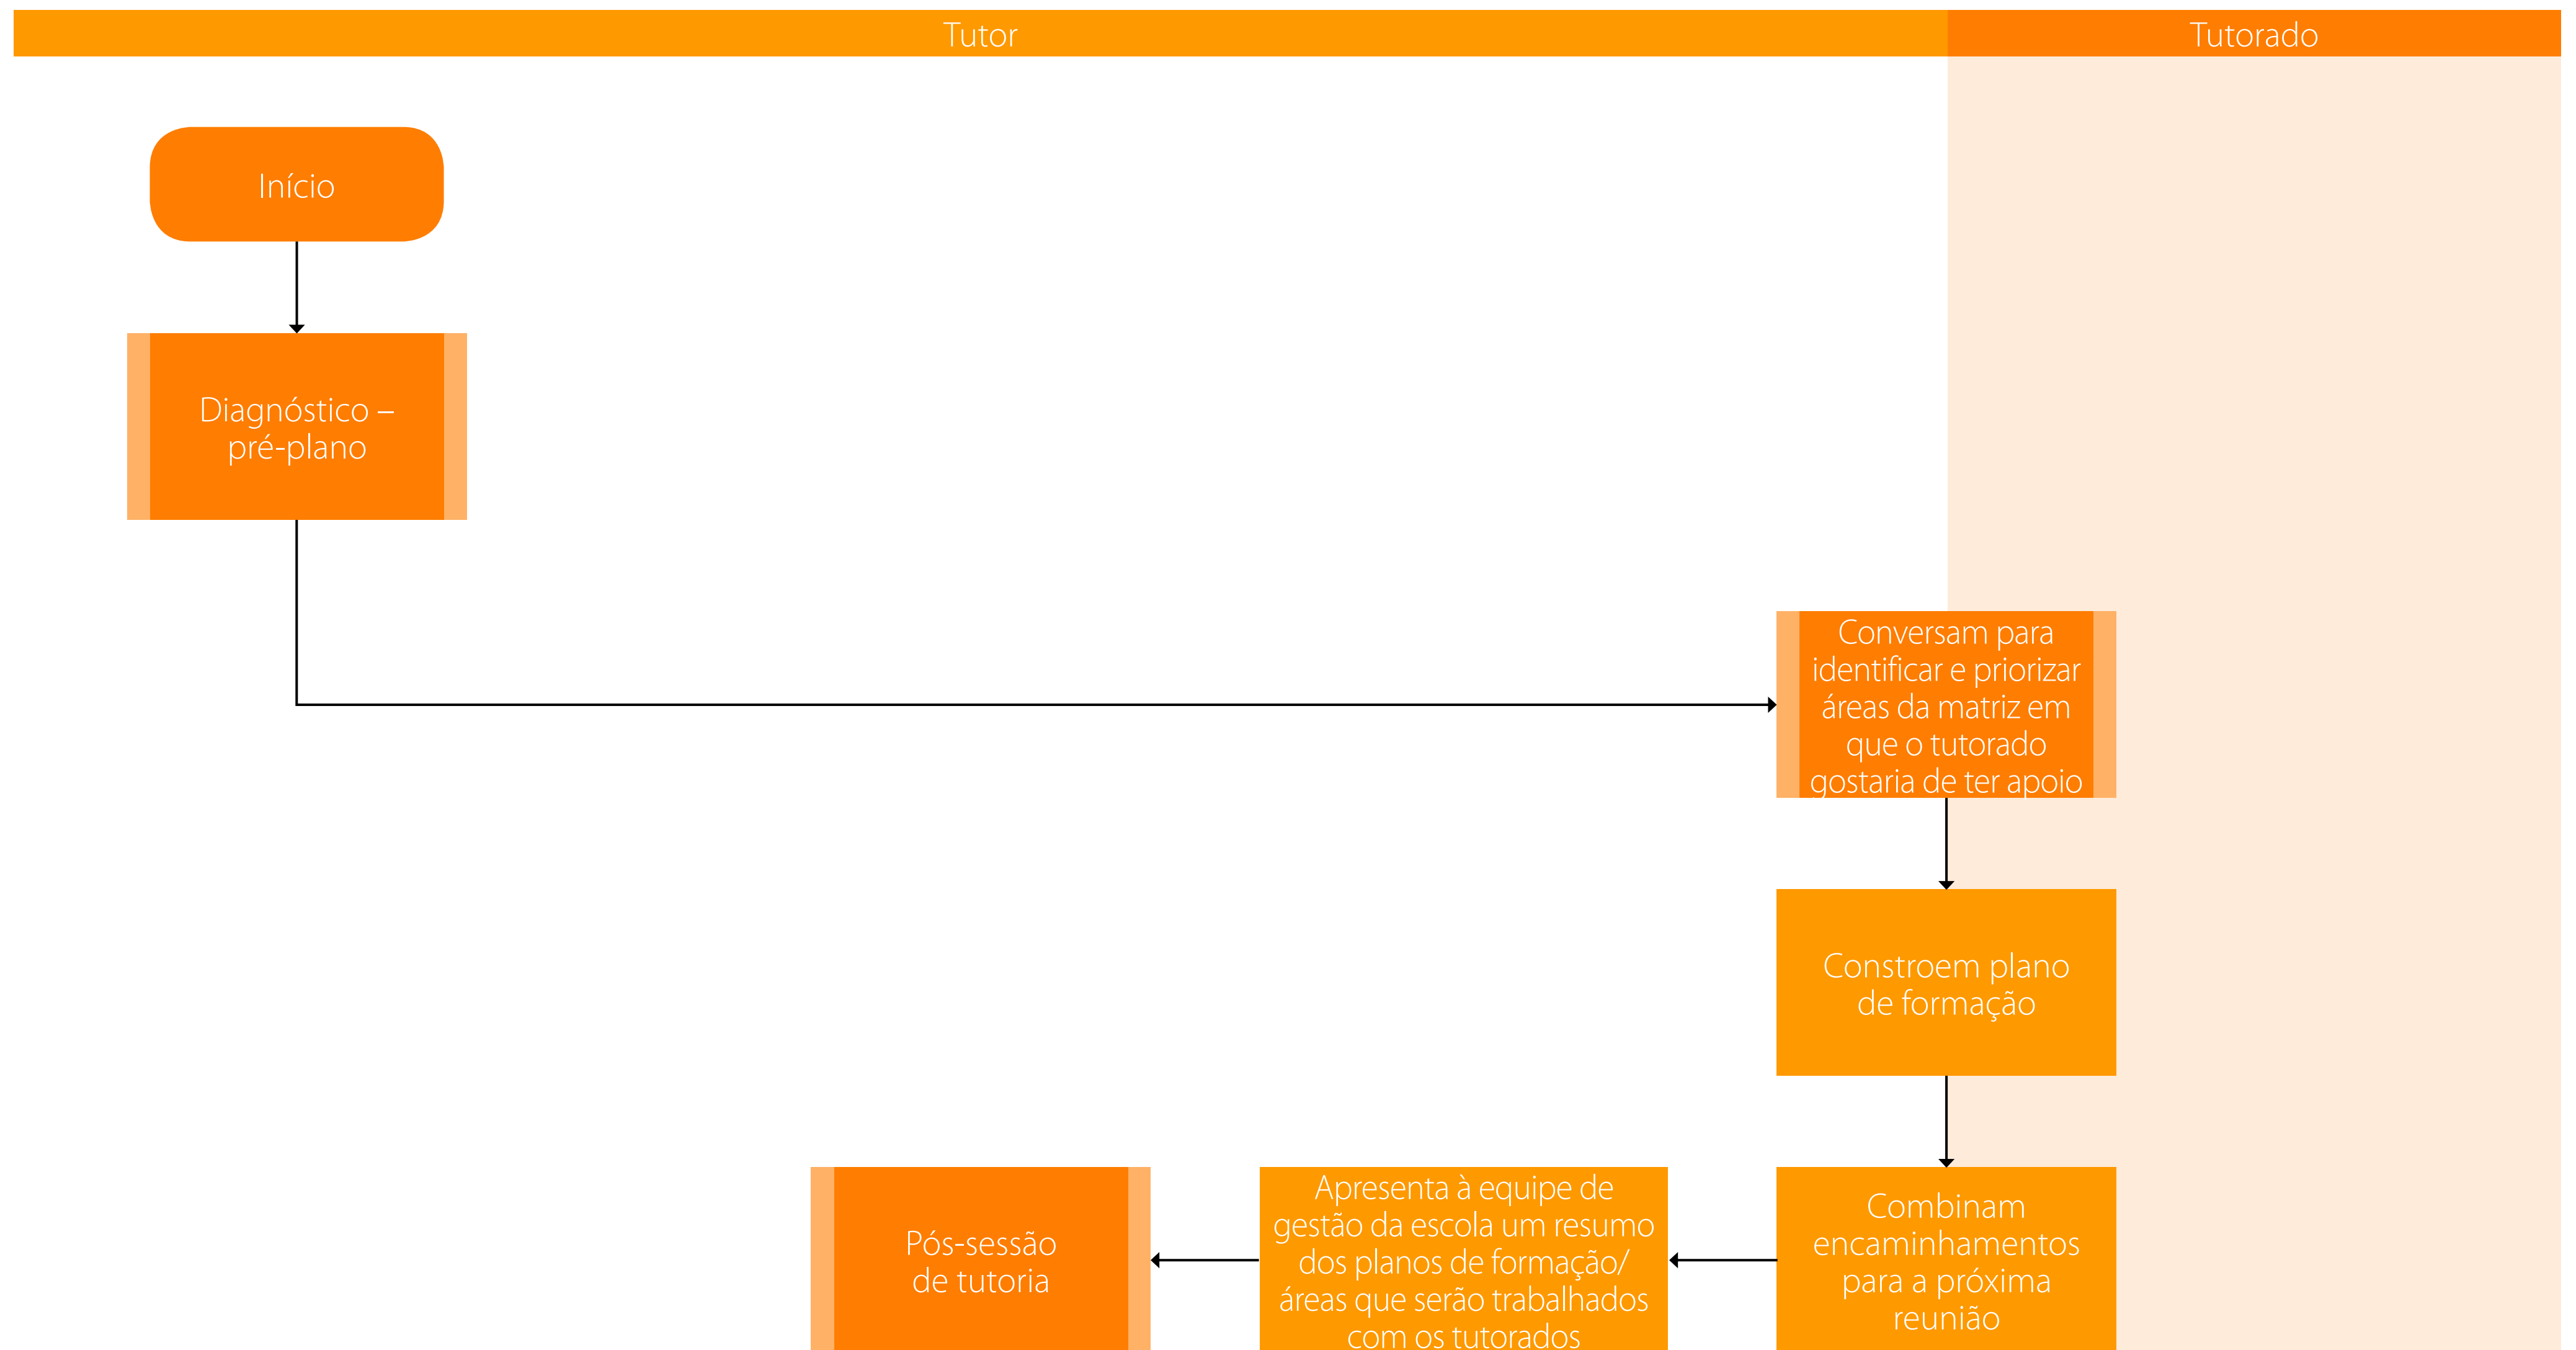 Tutor
Tutorado
Início
Diagnóstico –
pré-plano
Conversam para
identificar e priorizar
áreas da matriz em
que o tutorado
gostaria de ter apoio
Constroem plano
de formação
Combinam
encaminhamentos
para a próxima
reunião
Apresenta à equipe de
gestão da escola um resumo
dos planos de formação/
áreas que serão trabalhados
com os tutorados
Pós-sessão
de tutoria